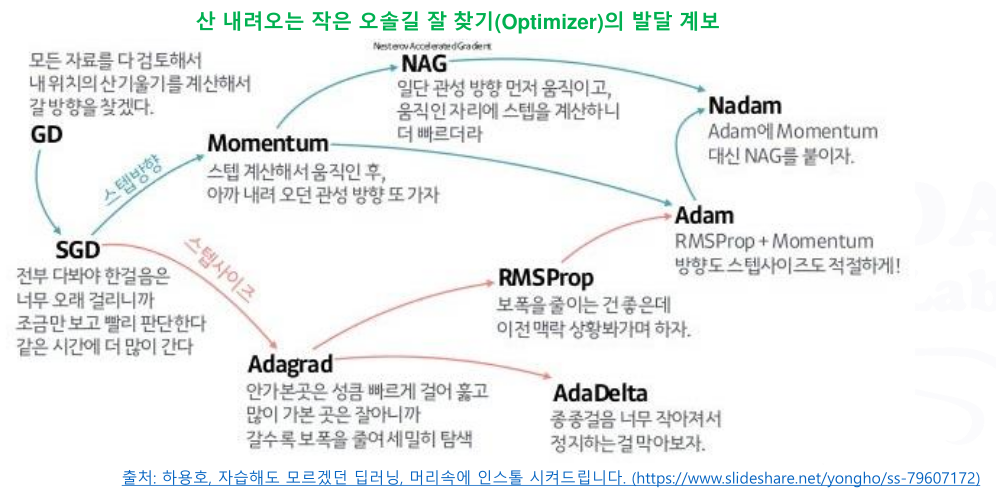 산 내려오는 작은 오솔길 잘 찾기(Optimizer)의 발달 계보
모든 자료를 다 검토해서
내 위치의 산기울기를 계산해서
갈 방향을 찾겠다.
GD
스텝방향
SGD
전부 다봐야 한걸음은
너무 오래 걸리니까
조금만 보고 빨리 판단한다
같은 시간에 더 많이 간다
Momentum
스텝 계산해서 움직인 후,
아까 내려 오던 관성 방향 또 가자
Nesterov Accelerated Gradient
NAG
일단 관성 방향 먼저 움직이고,
움직인 자리에 스텝을 계산하니
더 빠르더라
Nadam
Adam에 Momentum
대신 NAG를 붙이자.
Adam
RMSProp + Momentum
방향도 스텝사이즈도 적절하게!
스텝사이즈
RMSProp
보폭을 줄이는 건 좋은데
이전 맥락 상황봐가며 하자.
Adagrad
안가본곳은 성큼 빠르게 걸어 훑고
많이 가본 곳은 잘아니까
갈수록 보폭을 줄여 세밀히 탐색
AdaDelta
종종걸음 너무 작아져서
정지하는걸 막아보자.
출처: 하용호, 자습해도 모르겠던 딥러닝, 머리속에 인스톨 시켜드립니다. (https://www.slideshare.net/yongho/ss-79607172)